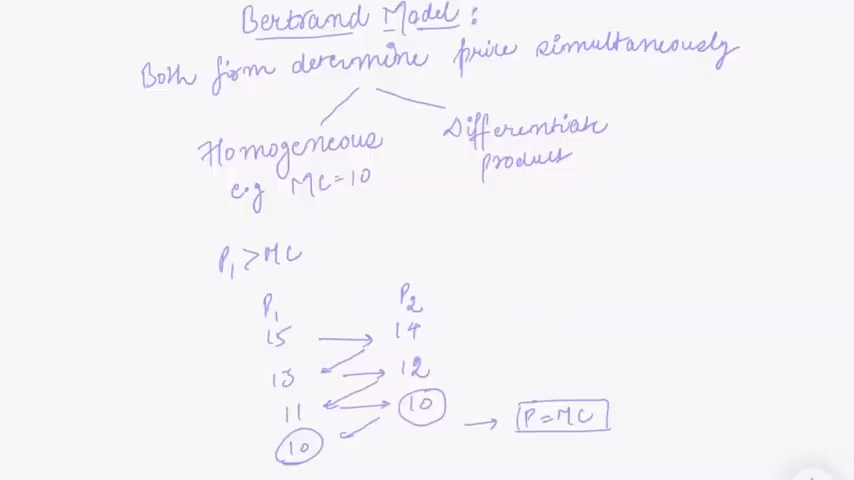 Bertrand Model :
Both firm determine price simultaneously
Homogeneous
e.g MC=10
Differentiate
product
P1 > MC
P1 P2
15 → 14
13 → 12
11 → 10 → P=MC
10